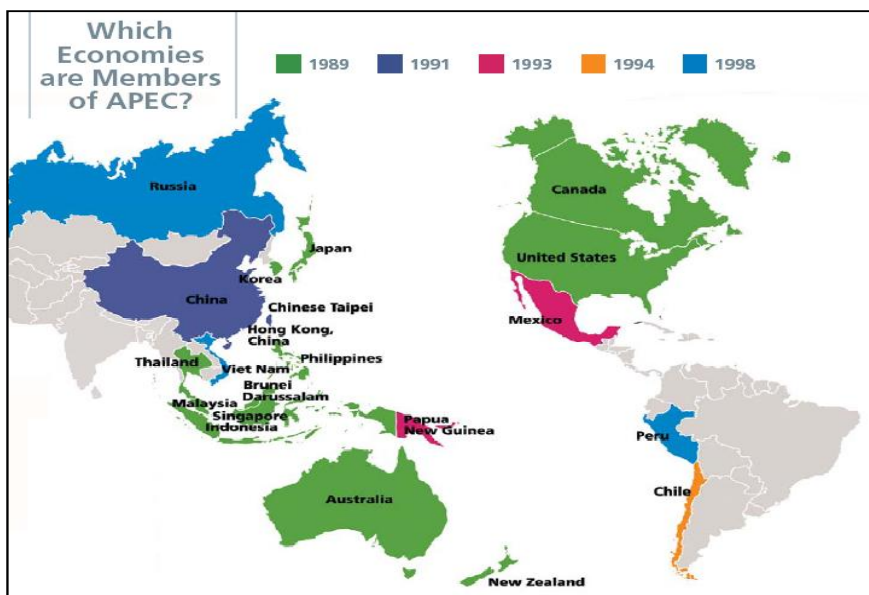 Which
Economies
are Members
of APEC?
1989
1991
1993
1994
1998
Russia
Canada
Japan
United States
Korea
China
Chinese Taipei
Hong Kong,
China
Mexico
Thailand
Viet Nam
Philippines
Brunei
Darussalam
Malaysia
Singapore
Indonesia
Papua
New Guinea
Peru
Chile
Australia
New Zealand